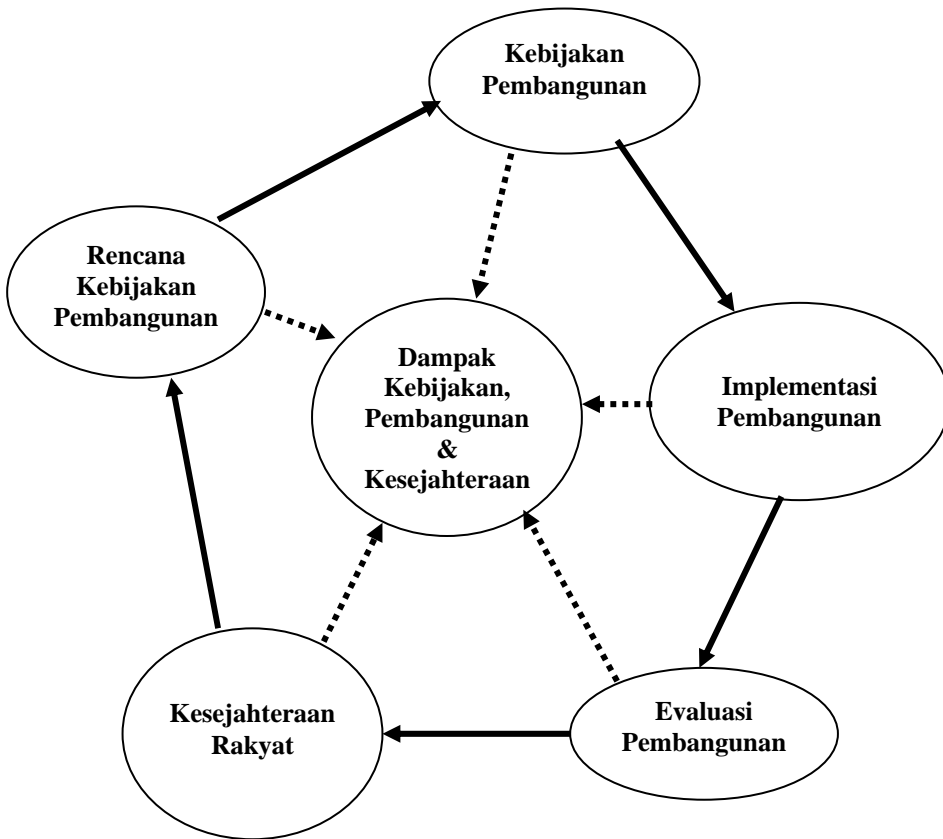 Kebijakan
Pembangunan
Rencana
Kebijakan
Pembangunan
Dampak
Kebijakan,
Pembangunan
&
Kesejahteraan
Implementasi
Pembangunan
Kesejahteraan
Rakyat
Evaluasi
Pembangunan